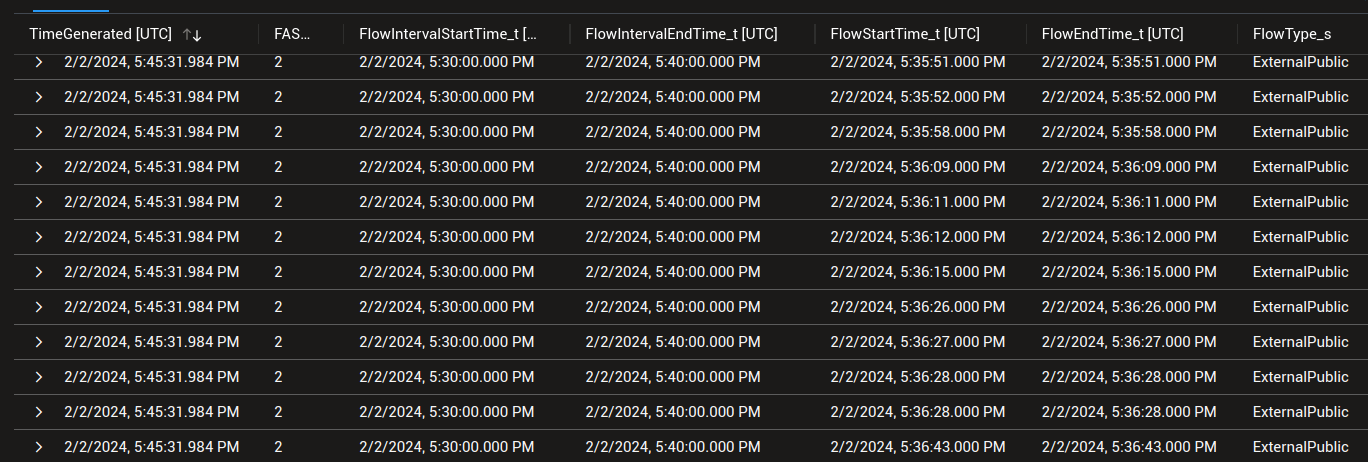 TimeGenerated [UTC] ↑↓ FAS... FlowIntervalStartTime_t [... FlowIntervalEndTime_t [UTC] FlowStartTime_t [UTC] FlowEndTime_t [UTC] FlowType_s
2/2/2024, 5:45:31.984 PM 2 2/2/2024, 5:30:00.000 PM 2/2/2024, 5:40:00.000 PM 2/2/2024, 5:35:51.000 PM 2/2/2024, 5:35:51.000 PM ExternalPublic
2/2/2024, 5:45:31.984 PM 2 2/2/2024, 5:30:00.000 PM 2/2/2024, 5:40:00.000 PM 2/2/2024, 5:35:52.000 PM 2/2/2024, 5:35:52.000 PM ExternalPublic
2/2/2024, 5:45:31.984 PM 2 2/2/2024, 5:30:00.000 PM 2/2/2024, 5:40:00.000 PM 2/2/2024, 5:35:58.000 PM 2/2/2024, 5:35:58.000 PM ExternalPublic
2/2/2024, 5:45:31.984 PM 2 2/2/2024, 5:30:00.000 PM 2/2/2024, 5:40:00.000 PM 2/2/2024, 5:36:09.000 PM 2/2/2024, 5:36:09.000 PM ExternalPublic
2/2/2024, 5:45:31.984 PM 2 2/2/2024, 5:30:00.000 PM 2/2/2024, 5:40:00.000 PM 2/2/2024, 5:36:11.000 PM 2/2/2024, 5:36:11.000 PM ExternalPublic
2/2/2024, 5:45:31.984 PM 2 2/2/2024, 5:30:00.000 PM 2/2/2024, 5:40:00.000 PM 2/2/2024, 5:36:12.000 PM 2/2/2024, 5:36:12.000 PM ExternalPublic
2/2/2024, 5:45:31.984 PM 2 2/2/2024, 5:30:00.000 PM 2/2/2024, 5:40:00.000 PM 2/2/2024, 5:36:15.000 PM 2/2/2024, 5:36:15.000 PM ExternalPublic
2/2/2024, 5:45:31.984 PM 2 2/2/2024, 5:30:00.000 PM 2/2/2024, 5:40:00.000 PM 2/2/2024, 5:36:26.000 PM 2/2/2024, 5:36:26.000 PM ExternalPublic
2/2/2024, 5:45:31.984 PM 2 2/2/2024, 5:30:00.000 PM 2/2/2024, 5:40:00.000 PM 2/2/2024, 5:36:27.000 PM 2/2/2024, 5:36:27.000 PM ExternalPublic
2/2/2024, 5:45:31.984 PM 2 2/2/2024, 5:30:00.000 PM 2/2/2024, 5:40:00.000 PM 2/2/2024, 5:36:28.000 PM 2/2/2024, 5:36:28.000 PM ExternalPublic
2/2/2024, 5:45:31.984 PM 2 2/2/2024, 5:30:00.000 PM 2/2/2024, 5:40:00.000 PM 2/2/2024, 5:36:28.000 PM 2/2/2024, 5:36:28.000 PM ExternalPublic
2/2/2024, 5:45:31.984 PM 2 2/2/2024, 5:30:00.000 PM 2/2/2024, 5:40:00.000 PM 2/2/2024, 5:36:43.000 PM 2/2/2024, 5:36:43.000 PM ExternalPublic